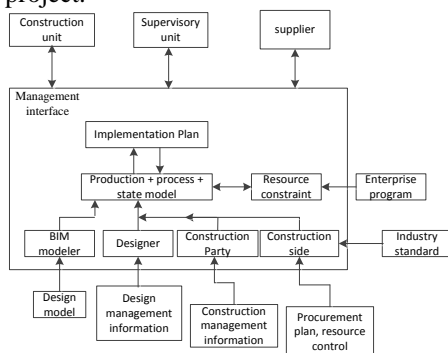 project.
Construction
unit
Supervisory
unit
supplier
Management
interface
Implementation Plan
Production + process +
state model
Resource
constraint
Enterprise
program
BIM
modeler
Designer
Construction
Party
Construction
side
Industry
standard
Design
model
Design
management
information
Construction
management
information
Procurement
plan, resource
control